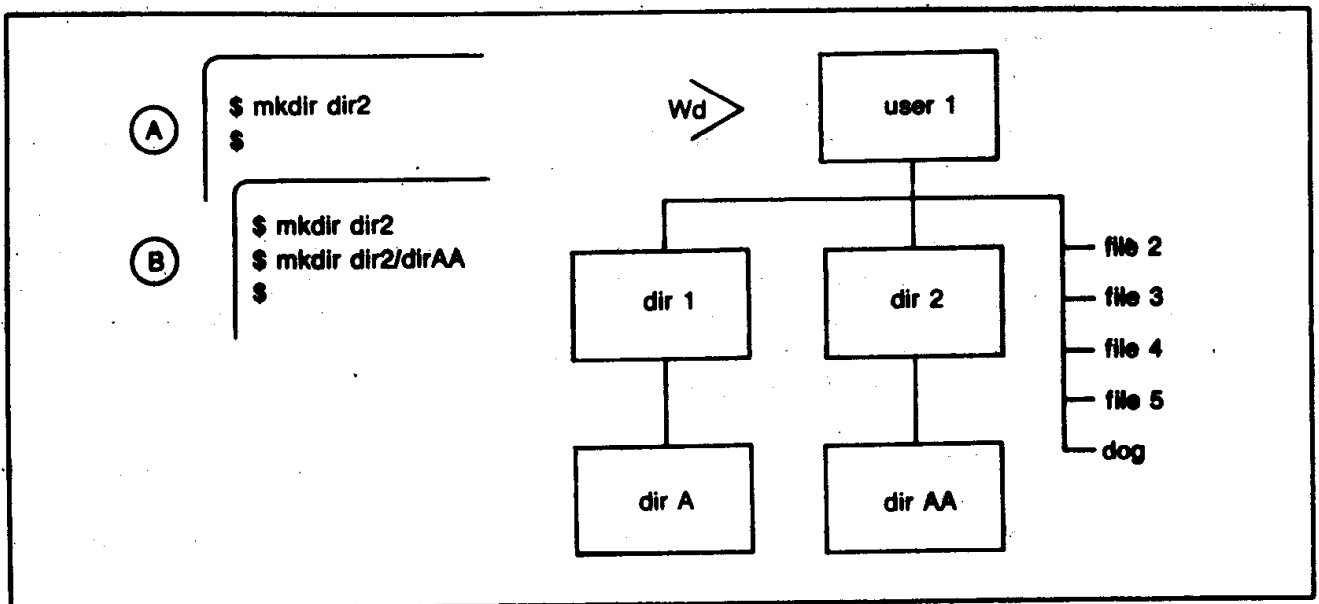 A
$ mkdir dir2
$
B
$ mkdir dir2
$ mkdir dir2/dirAA
$
Wd
user 1
dir 1
dir 2
file 2
file 3
file 4
file 5
dog
dir A
dir AA